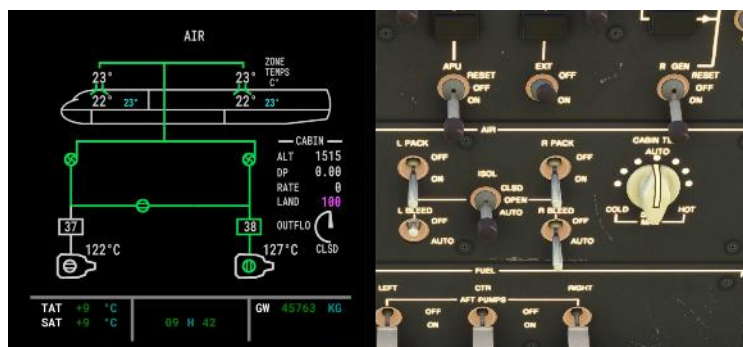 AIR
ZONE
TEMPS
C°
23° 23°
22° 23° 22° 23°
CABIN
ALT 1515
DP 0.00
RATE 0
LAND 100
OUTFLO
CLSD
37 38
122°C 127°C
TAT +9 °C
SAT +9 °C
09 H 42
GW 45763 KG
APU EXT R GEN
RESET OFF RESET
OFF ON OFF
ON ON
AIR
L PACK R PACK
OFF OFF
ON ON
ISOL
CLSD
OPEN
AUTO
L BLEED R BLEED
OFF OFF
AUTO AUTO
AUTO
COLD HOT
FUEL
LEFT CTR RIGHT
AFT PUMPS
OFF OFF
ON ON